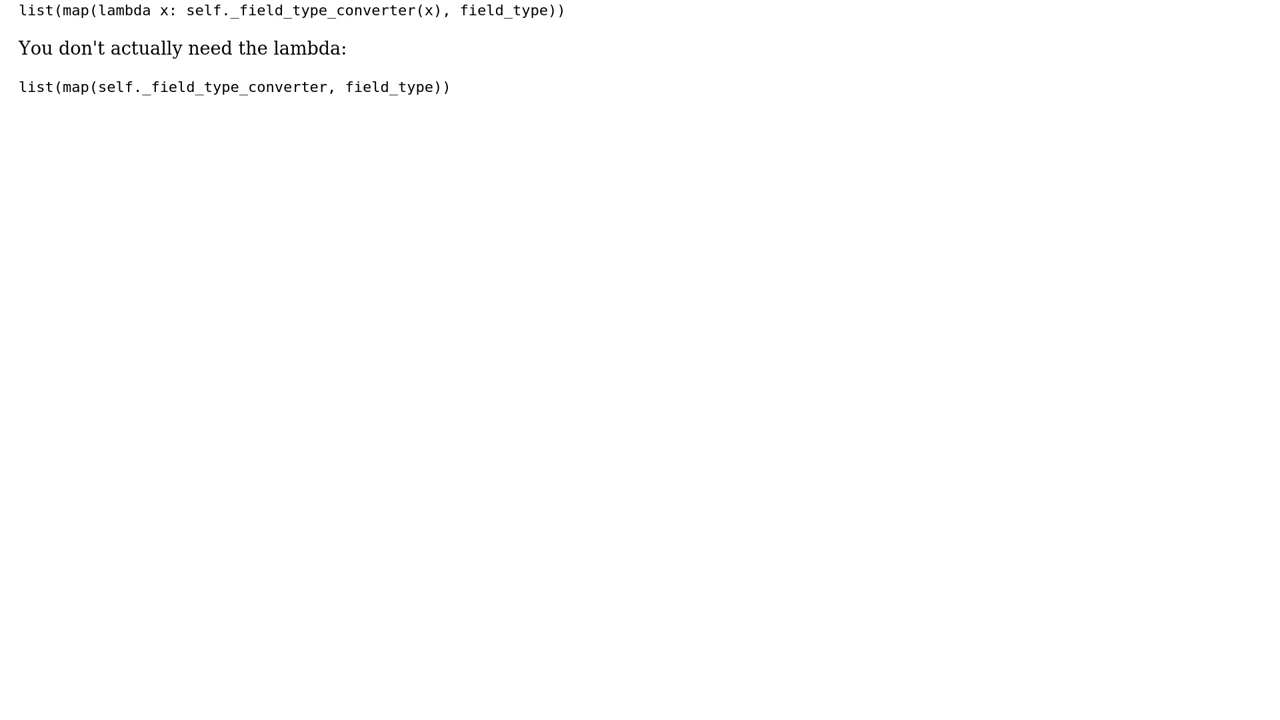 list(map(lambda x: self._field_type_converter(x), field_type))
You don't actually need the lambda:
list(map(self._field_type_converter, field_type))